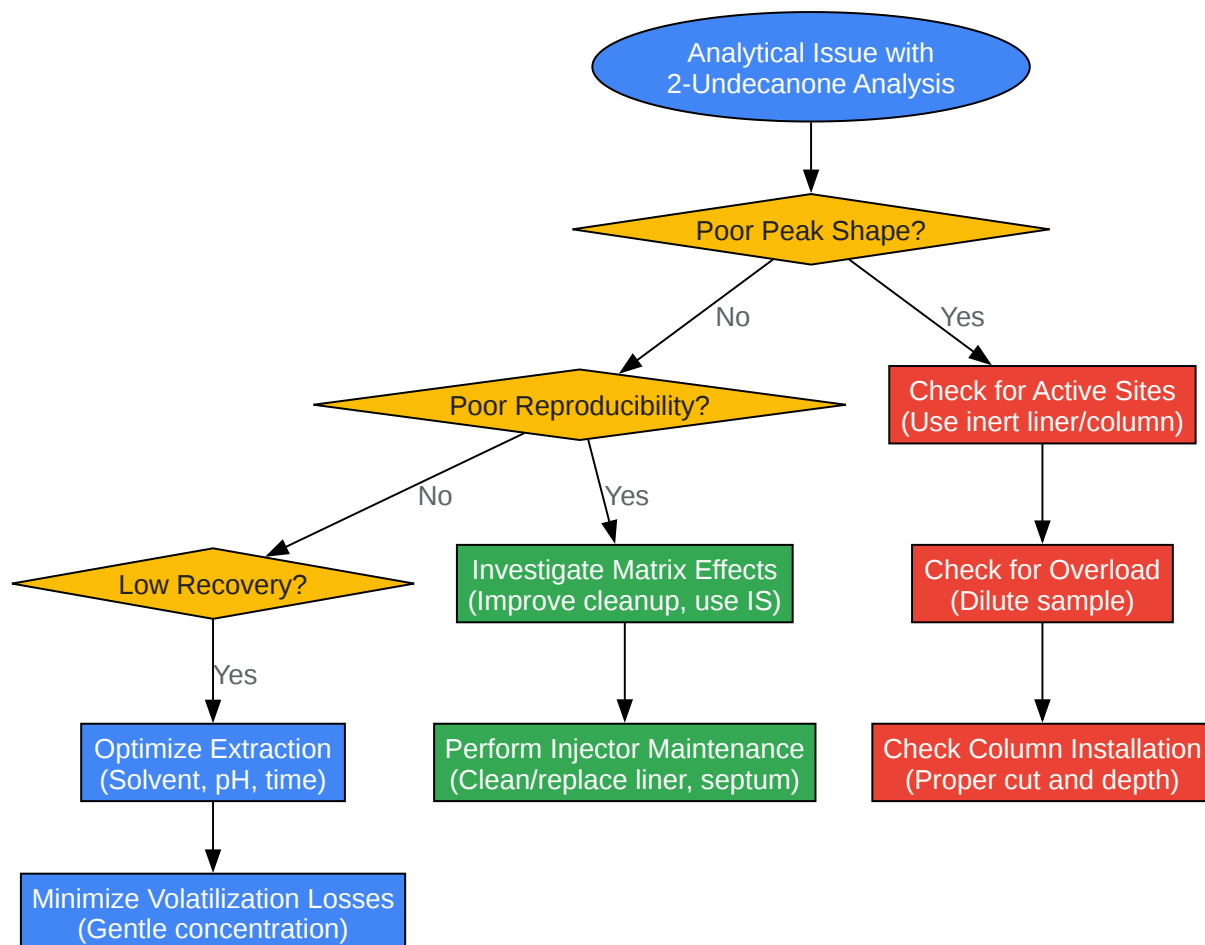 Analytical Issue with
2-Undecanone Analysis
Poor Peak Shape?
No
Yes
Poor Reproducibility?
Check for Active Sites
(Use inert liner/column)
No
Yes
Low Recovery?
Investigate Matrix Effects
(Improve cleanup, use IS)
Check for Overload
(Dilute sample)
Yes
Optimize Extraction
(Solvent, pH, time)
Perform Injector Maintenance
(Clean/replace liner, septum)
Check Column Installation
(Proper cut and depth)
Minimize Volatilization Losses
(Gentle concentration)